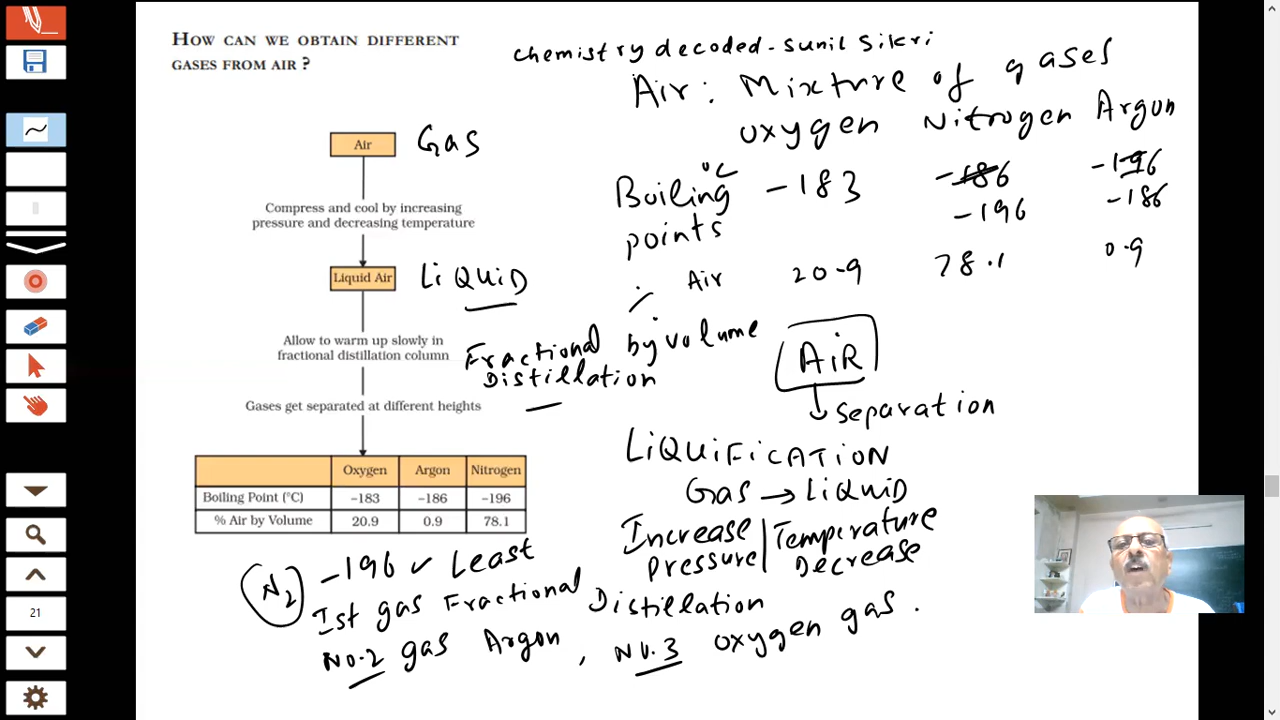 HOW CAN WE OBTAIN DIFFERENT
GASES FROM AIR ?
Air
Compress and cool by increasing
pressure and decreasing temperature
Liquid Air
Allow to warm up slowly in
fractional distillation column
Gases get separated at different heights
Oxygen Argon Nitrogen
Boiling Point (°C) –183 –186 –196
% Air by Volume 20.9 0.9 78.1
Gas
LiQUiD
Fractional
Distillation
chemistry decoded - sunil sikri
Air : Mixture of gases
oxygen Nitrogen Argon
Boiling °C -183 -186 -196
points -196 -186
% Air 20.9 78.1 0.9
by volume
AiR
separation
LiQUiFiCATiON
Gas → LiQUiD
Increase Temperature
Pressure Decrease
N2 -196 ✓ Least
Ist gas Fractional Distillation
No.2 gas Argon , No.3 oxygen gas .
21